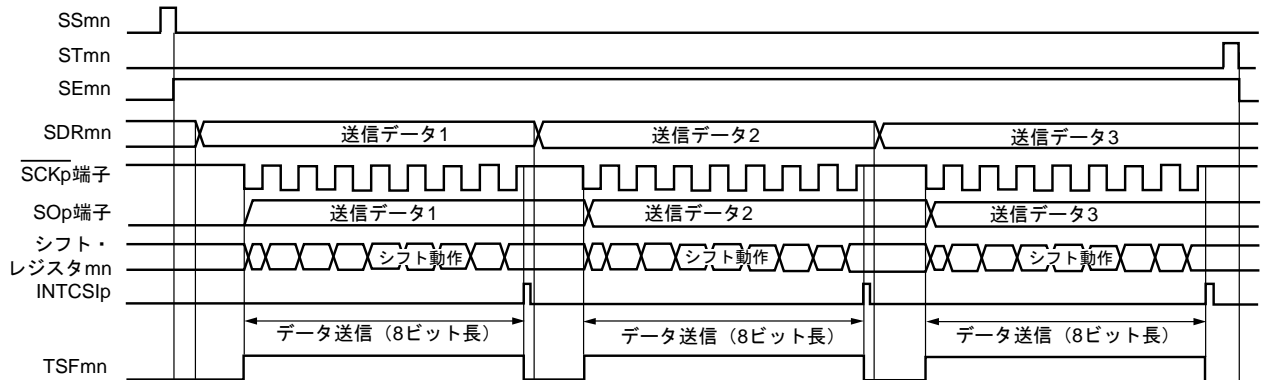 SSmn
STmn
SEmn
SDRmn 送信データ1 送信データ2 送信データ3
SCKp端子
SOp端子 送信データ1 送信データ2 送信データ3
シフト・
レジスタmn シフト動作 シフト動作 シフト動作
INTCSIp
データ送信（8ビット長） データ送信（8ビット長） データ送信（8ビット長）
TSFmn